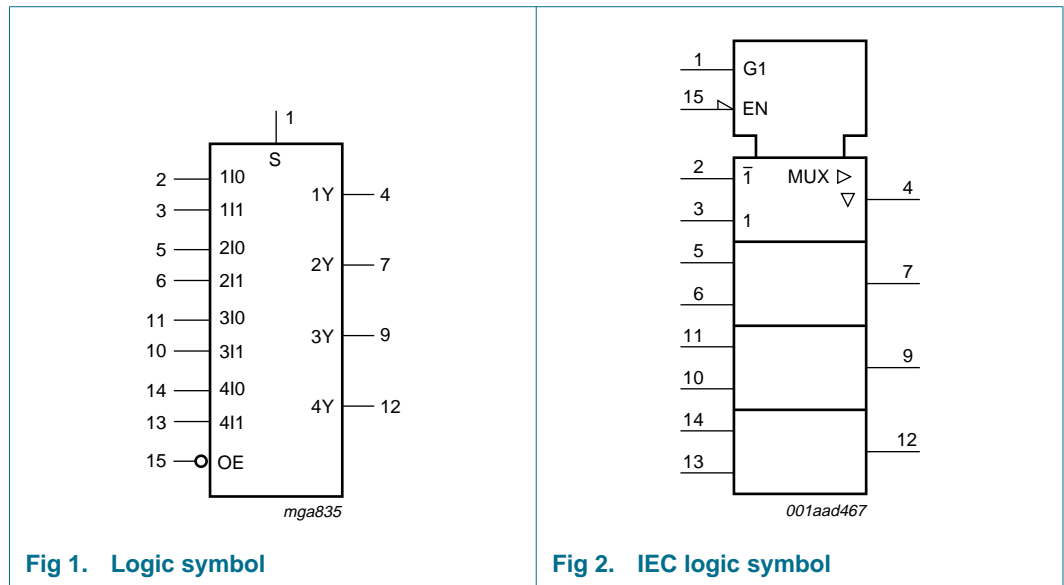 1
S
2 1I0
1Y 4
3 1I1
5 2I0
2Y 7
6 2I1
11 3I0
3Y 9
10 3I1
14 4I0
4Y 12
13 4I1
15 OE
mga835
Fig 1. Logic symbol
1 G1
15 EN
2 1̅ MUX ▷
4
▽
3 1
5
7
6
11
9
10
14
12
13
001aad467
Fig 2. IEC logic symbol